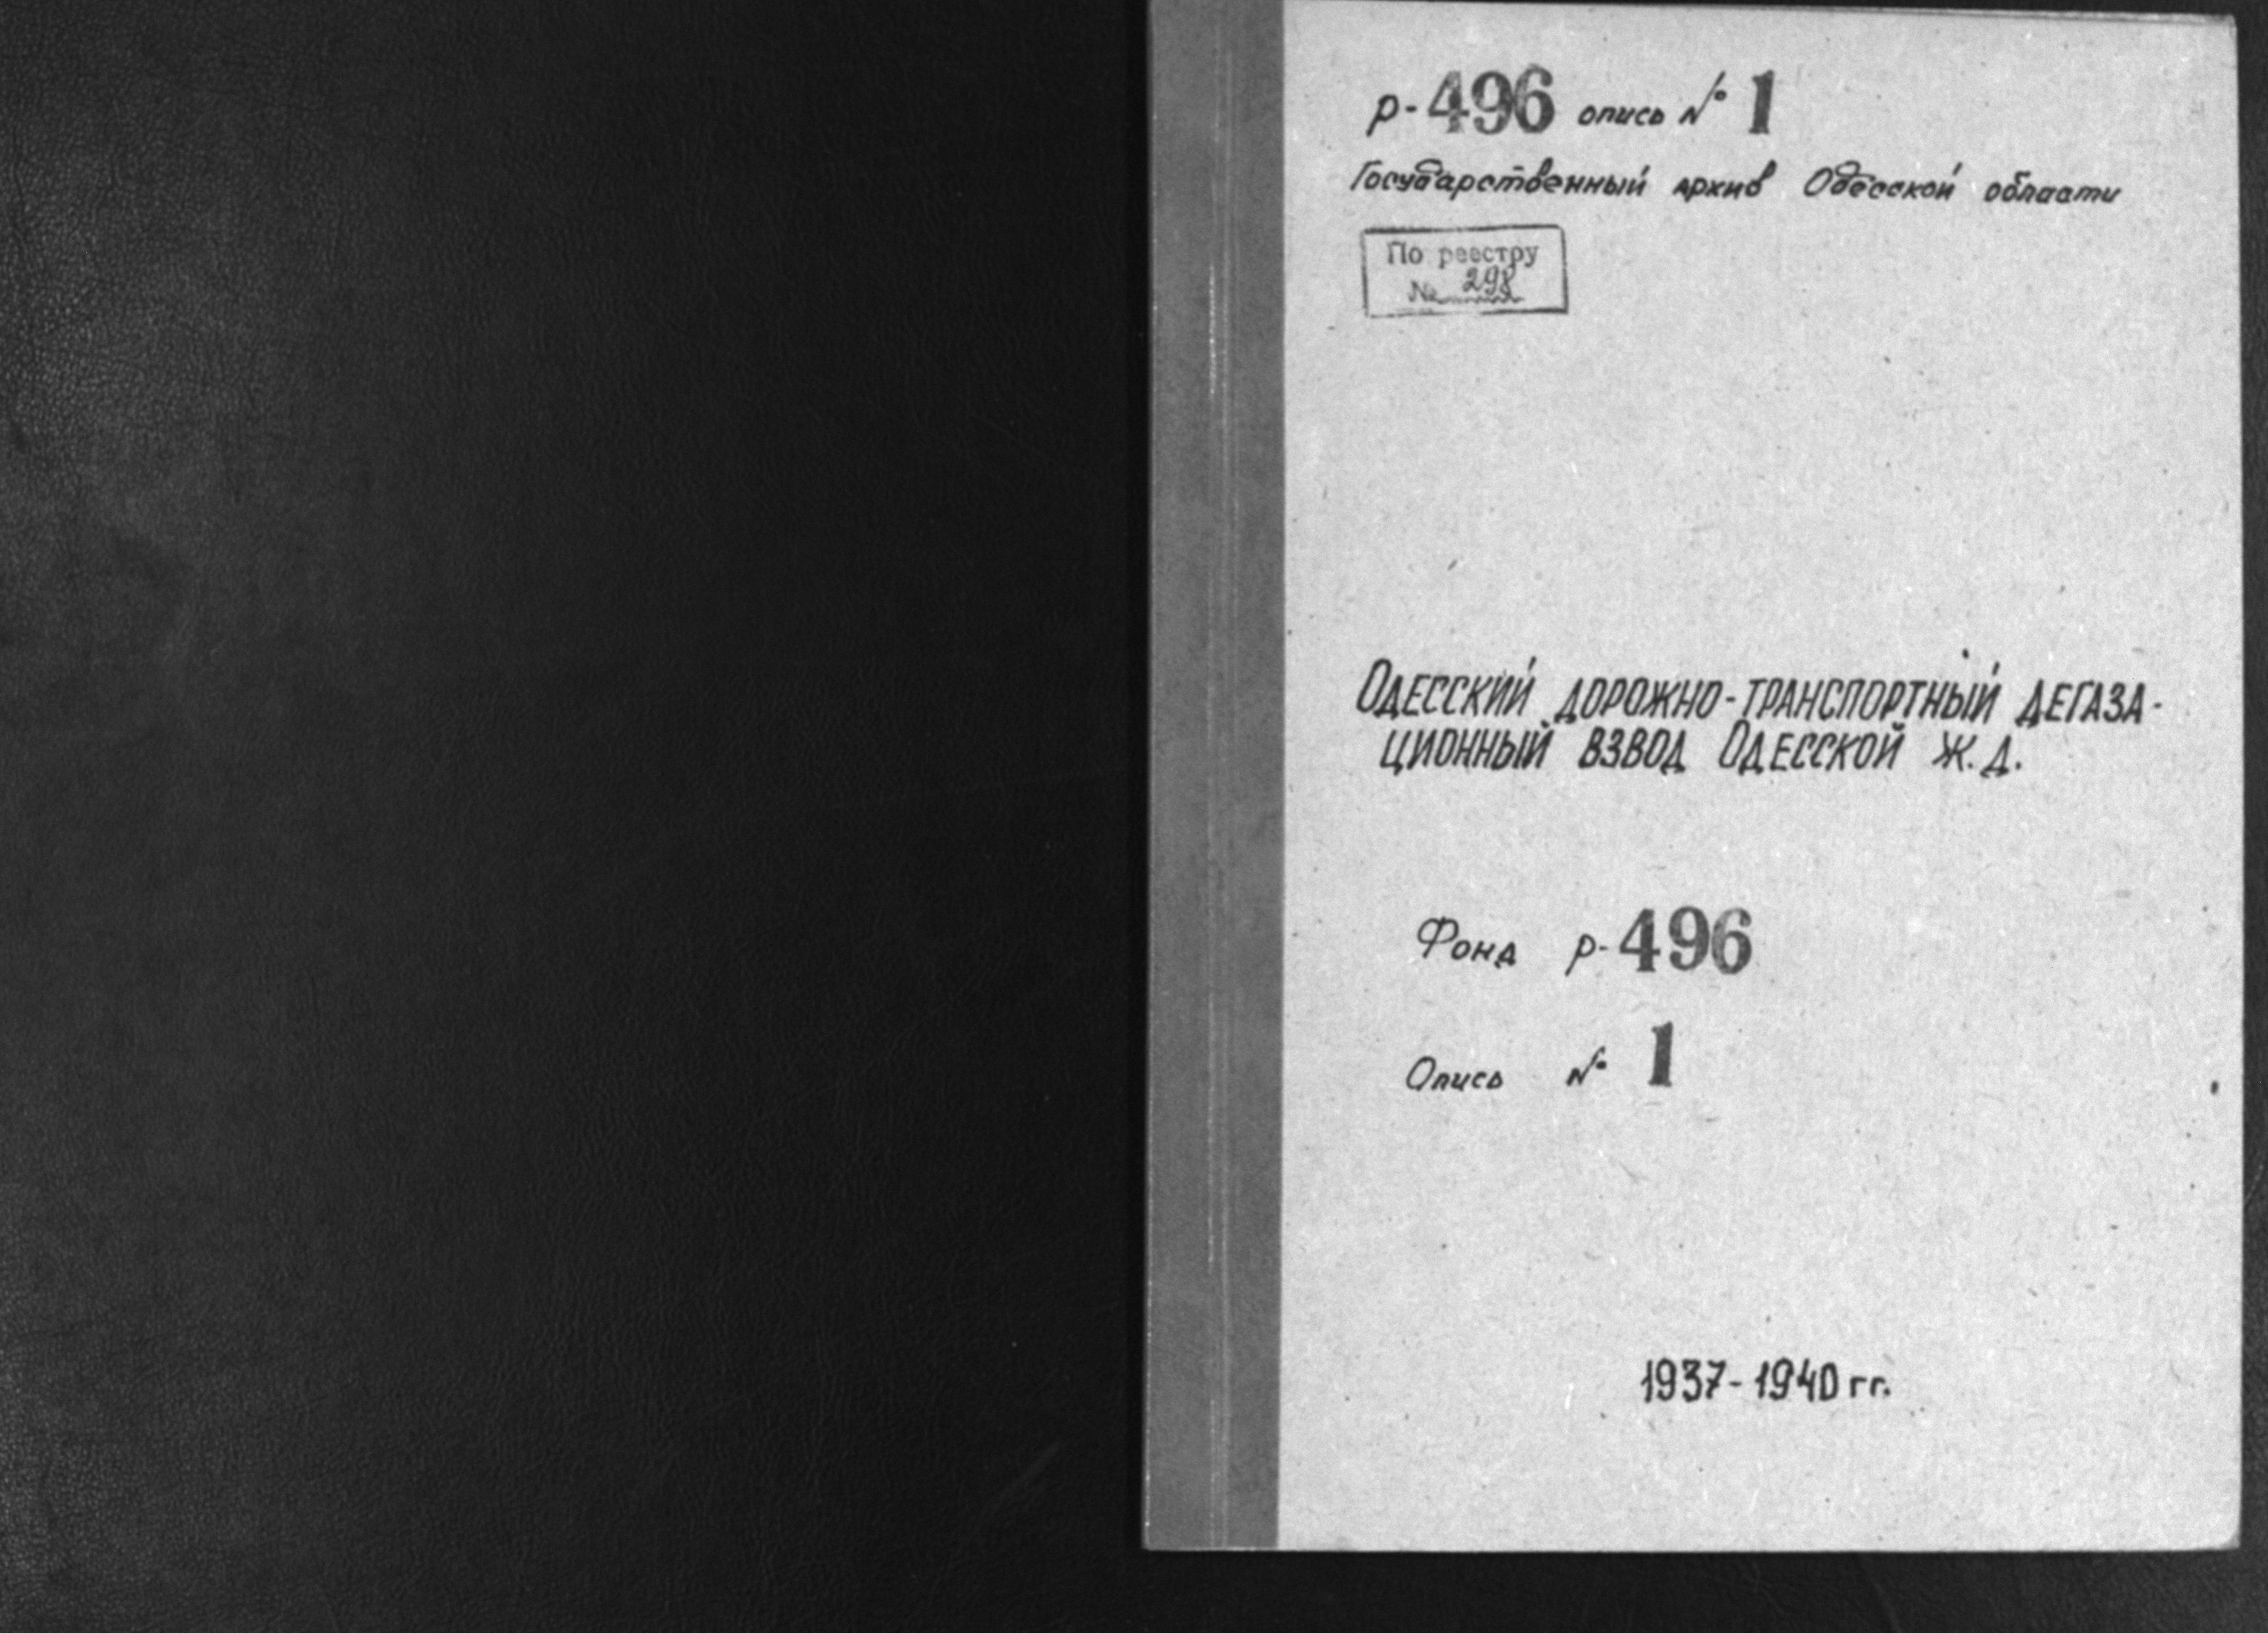 р-496 опись № 1
Государственный архив Одесской области
По реестру
№ 298
Одесский дорожно-транспортный дегаза-
ционный взвод Одесской ж.д.
Фонд р-496
Опись № 1
1937-1940 гг.